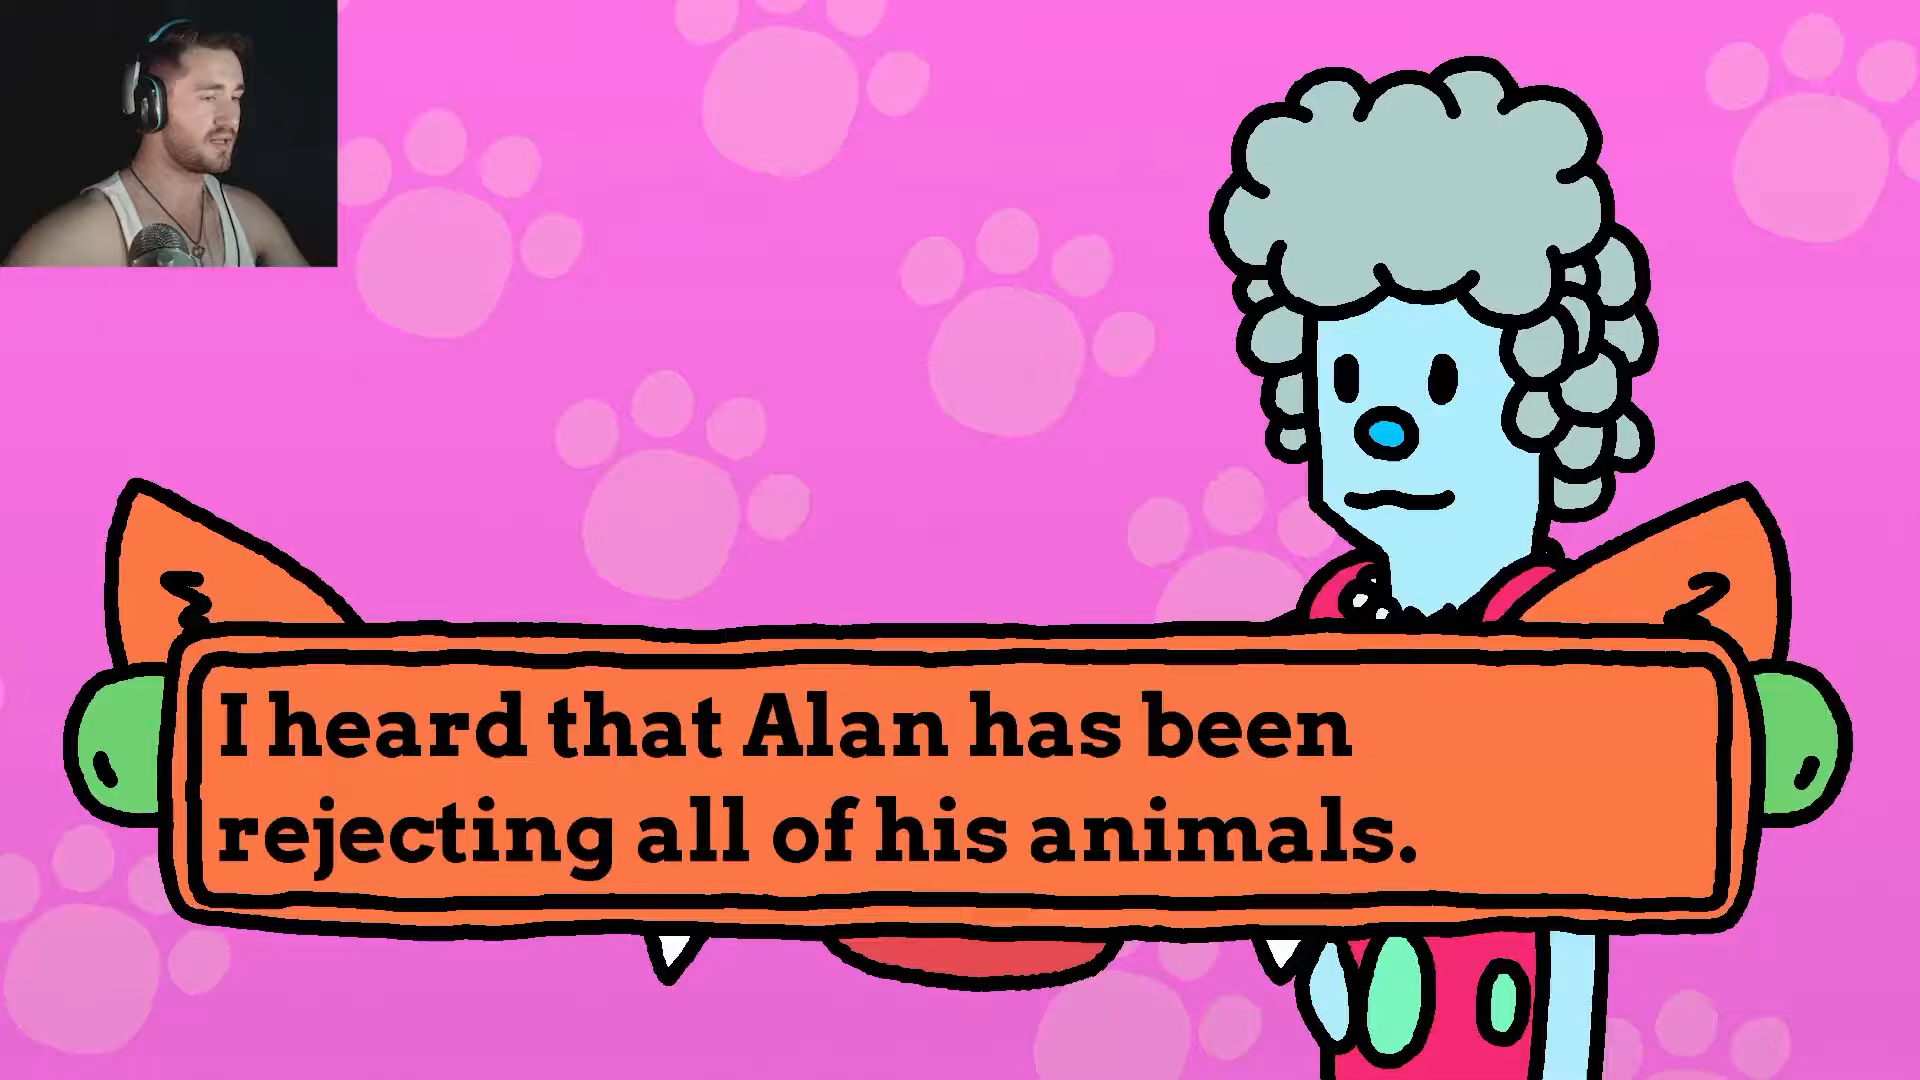 I heard that Alan has been
rejecting all of his animals.